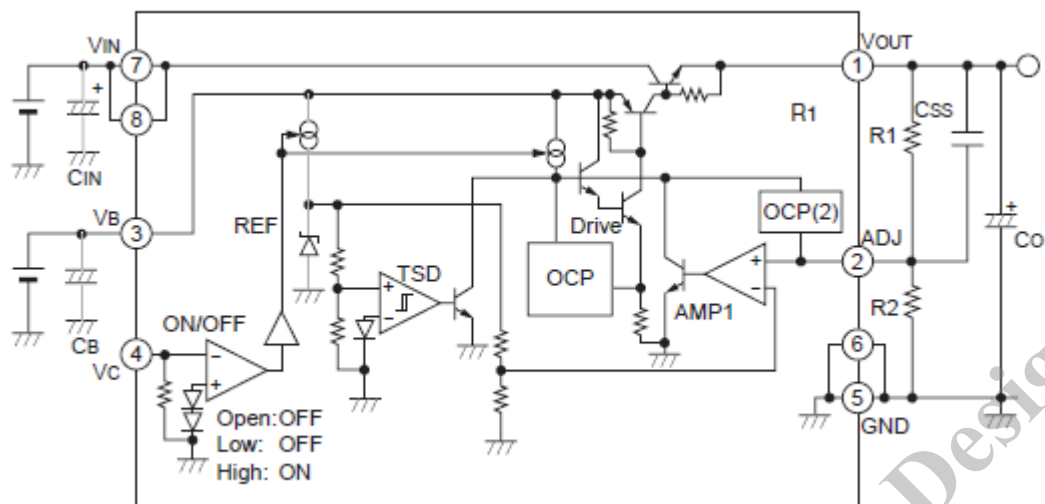 VIN
7
8
+
CIN
VB
3
+
CB
4
VC
ON/OFF
−
+
Open:OFF
Low: OFF
High: ON
REF
TSD
+
−
Drive
OCP
OCP(2)
+
−
AMP1
R1
VOUT
1
CSS
R1
ADJ
2
R2
+
CO
6
5
GND
Desig